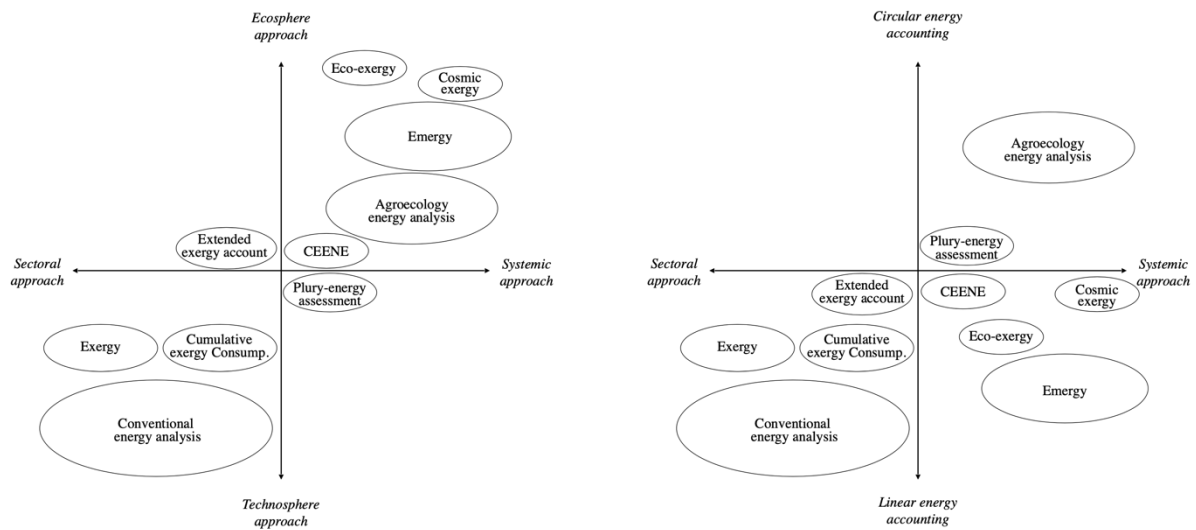 Ecosphere
approach
Eco-exergy
Cosmic
exergy
Emergy
Agroecology
energy analysis
Extended
exergy account
CEENE
Sectoral
approach
Systemic
approach
Plury-energy
assessment
Exergy
Cumulative
exergy Consump.
Conventional
energy analysis
Technosphere
approach
Circular energy
accounting
Agroecology
energy analysis
Plury-energy
assessment
Sectoral
approach
Systemic
approach
Extended
exergy account
CEENE
Cosmic
exergy
Exergy
Cumulative
exergy Consump.
Eco-exergy
Emergy
Conventional
energy analysis
Linear energy
accounting